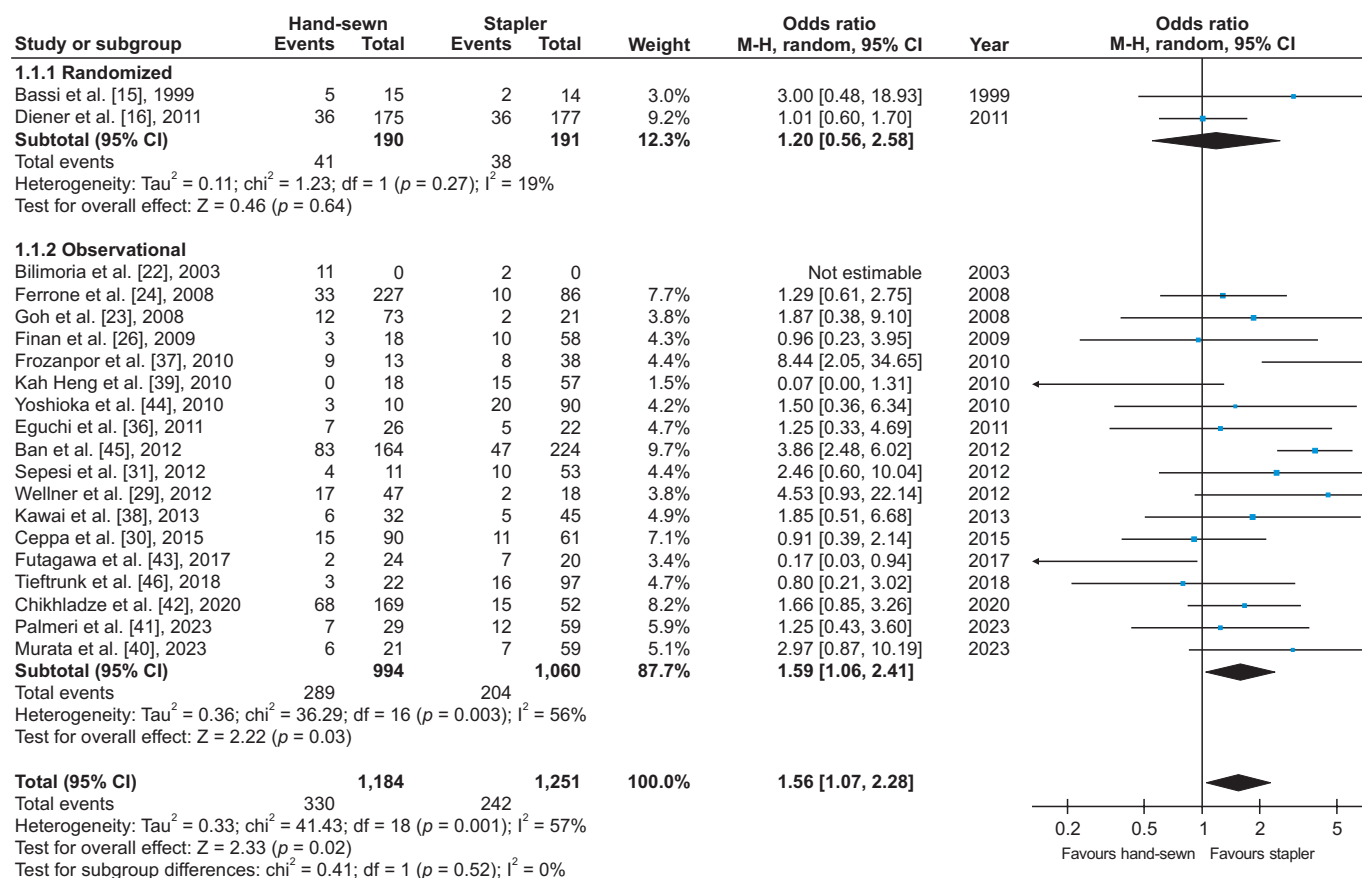 Hand-sewn Stapler Odds ratio Odds ratio
Study or subgroup Events Total Events Total Weight M-H, random, 95% CI Year M-H, random, 95% CI
1.1.1 Randomized
Bassi et al. [15], 1999 5 15 2 14 3.0% 3.00 [0.48, 18.93] 1999
Diener et al. [16], 2011 36 175 36 177 9.2% 1.01 [0.60, 1.70] 2011
Subtotal (95% CI) 190 191 12.3% 1.20 [0.56, 2.58]
Total events 41 38
Heterogeneity: Tau² = 0.11; chi² = 1.23; df = 1 (p = 0.27); I² = 19%
Test for overall effect: Z = 0.46 (p = 0.64)
1.1.2 Observational
Bilimoria et al. [22], 2003 11 0 2 0 Not estimable 2003
Ferrone et al. [24], 2008 33 227 10 86 7.7% 1.29 [0.61, 2.75] 2008
Goh et al. [23], 2008 12 73 2 21 3.8% 1.87 [0.38, 9.10] 2008
Finan et al. [26], 2009 3 18 10 58 4.3% 0.96 [0.23, 3.95] 2009
Frozanpor et al. [37], 2010 9 13 8 38 4.4% 8.44 [2.05, 34.65] 2010
Kah Heng et al. [39], 2010 0 18 15 57 1.5% 0.07 [0.00, 1.31] 2010
Yoshioka et al. [44], 2010 3 10 20 90 4.2% 1.50 [0.36, 6.34] 2010
Eguchi et al. [36], 2011 7 26 5 22 4.7% 1.25 [0.33, 4.69] 2011
Ban et al. [45], 2012 83 164 47 224 9.7% 3.86 [2.48, 6.02] 2012
Sepesi et al. [31], 2012 4 11 10 53 4.4% 2.46 [0.60, 10.04] 2012
Wellner et al. [29], 2012 17 47 2 18 3.8% 4.53 [0.93, 22.14] 2012
Kawai et al. [38], 2013 6 32 5 45 4.9% 1.85 [0.51, 6.68] 2013
Ceppa et al. [30], 2015 15 90 11 61 7.1% 0.91 [0.39, 2.14] 2015
Futagawa et al. [43], 2017 2 24 7 20 3.4% 0.17 [0.03, 0.94] 2017
Tieftrunk et al. [46], 2018 3 22 16 97 4.7% 0.80 [0.21, 3.02] 2018
Chikhladze et al. [42], 2020 68 169 15 52 8.2% 1.66 [0.85, 3.26] 2020
Palmeri et al. [41], 2023 7 29 12 59 5.9% 1.25 [0.43, 3.60] 2023
Murata et al. [40], 2023 6 21 7 59 5.1% 2.97 [0.87, 10.19] 2023
Subtotal (95% CI) 994 1,060 87.7% 1.59 [1.06, 2.41]
Total events 289 204
Heterogeneity: Tau² = 0.36; chi² = 36.29; df = 16 (p = 0.003); I² = 56%
Test for overall effect: Z = 2.22 (p = 0.03)
Total (95% CI) 1,184 1,251 100.0% 1.56 [1.07, 2.28]
Total events 330 242
Heterogeneity: Tau² = 0.33; chi² = 41.43; df = 18 (p = 0.001); I² = 57%
Test for overall effect: Z = 2.33 (p = 0.02)
Test for subgroup differences: chi² = 0.41; df = 1 (p = 0.52); I² = 0%
0.2 0.5 1 2 5
Favours hand-sewn Favours stapler